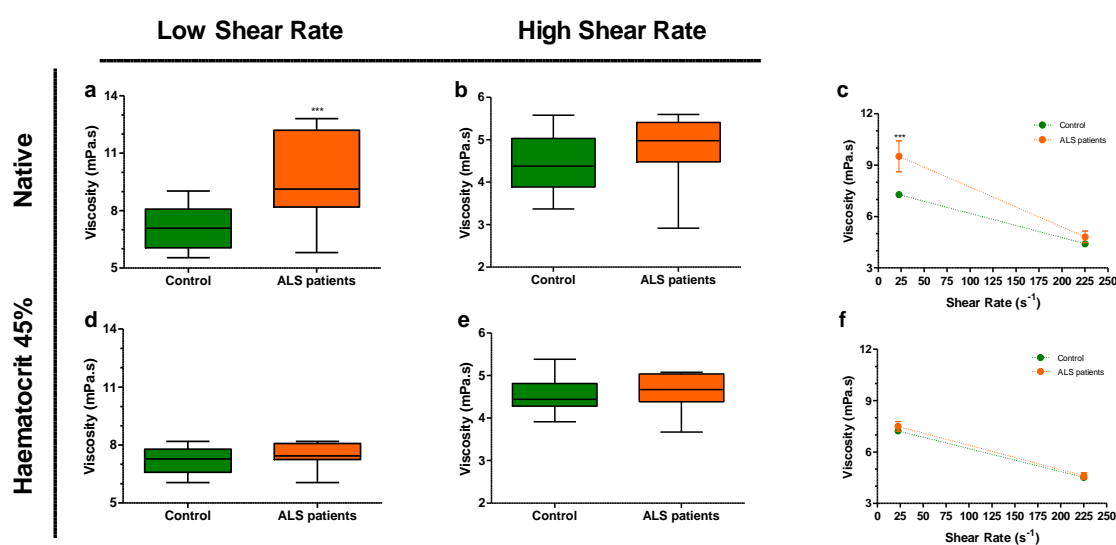 Low Shear Rate
High Shear Rate
Native
Haematocrit 45%
a
Viscosity (mPa.s)
14
11
8
5
***
Control
ALS patients
b
Viscosity (mPa.s)
6
5
4
3
2
Control
ALS patients
c
Viscosity (mPa.s)
12
9
6
3
***
Control
ALS patients
0 25 50 75 100 125 150 175 200 225 250
Shear Rate (s⁻¹)
d
Viscosity (mPa.s)
14
11
8
5
Control
ALS patients
e
Viscosity (mPa.s)
6
5
4
3
2
Control
ALS patients
f
Viscosity (mPa.s)
12
9
6
3
Control
ALS patients
0 25 50 75 100 125 150 175 200 225 250
Shear Rate (s⁻¹)